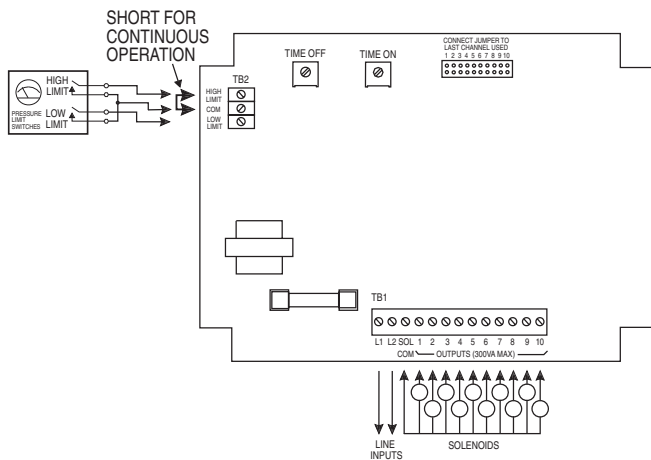 SHORT FOR
CONTINUOUS
OPERATION
TIME OFF
TIME ON
CONNECT JUMPER TO
LAST CHANNEL USED
1 2 3 4 5 6 7 8 9 10
HIGH
LIMIT
PRESSURE
LIMIT
SWITCHES
LOW
LIMIT
TB2
HIGH
LIMIT
COM
LOW
LIMIT
TB1
L1 L2 SOL 1 2 3 4 5 6 7 8 9 10
COM OUTPUTS (300VA MAX)
LINE
INPUTS
SOLENOIDS